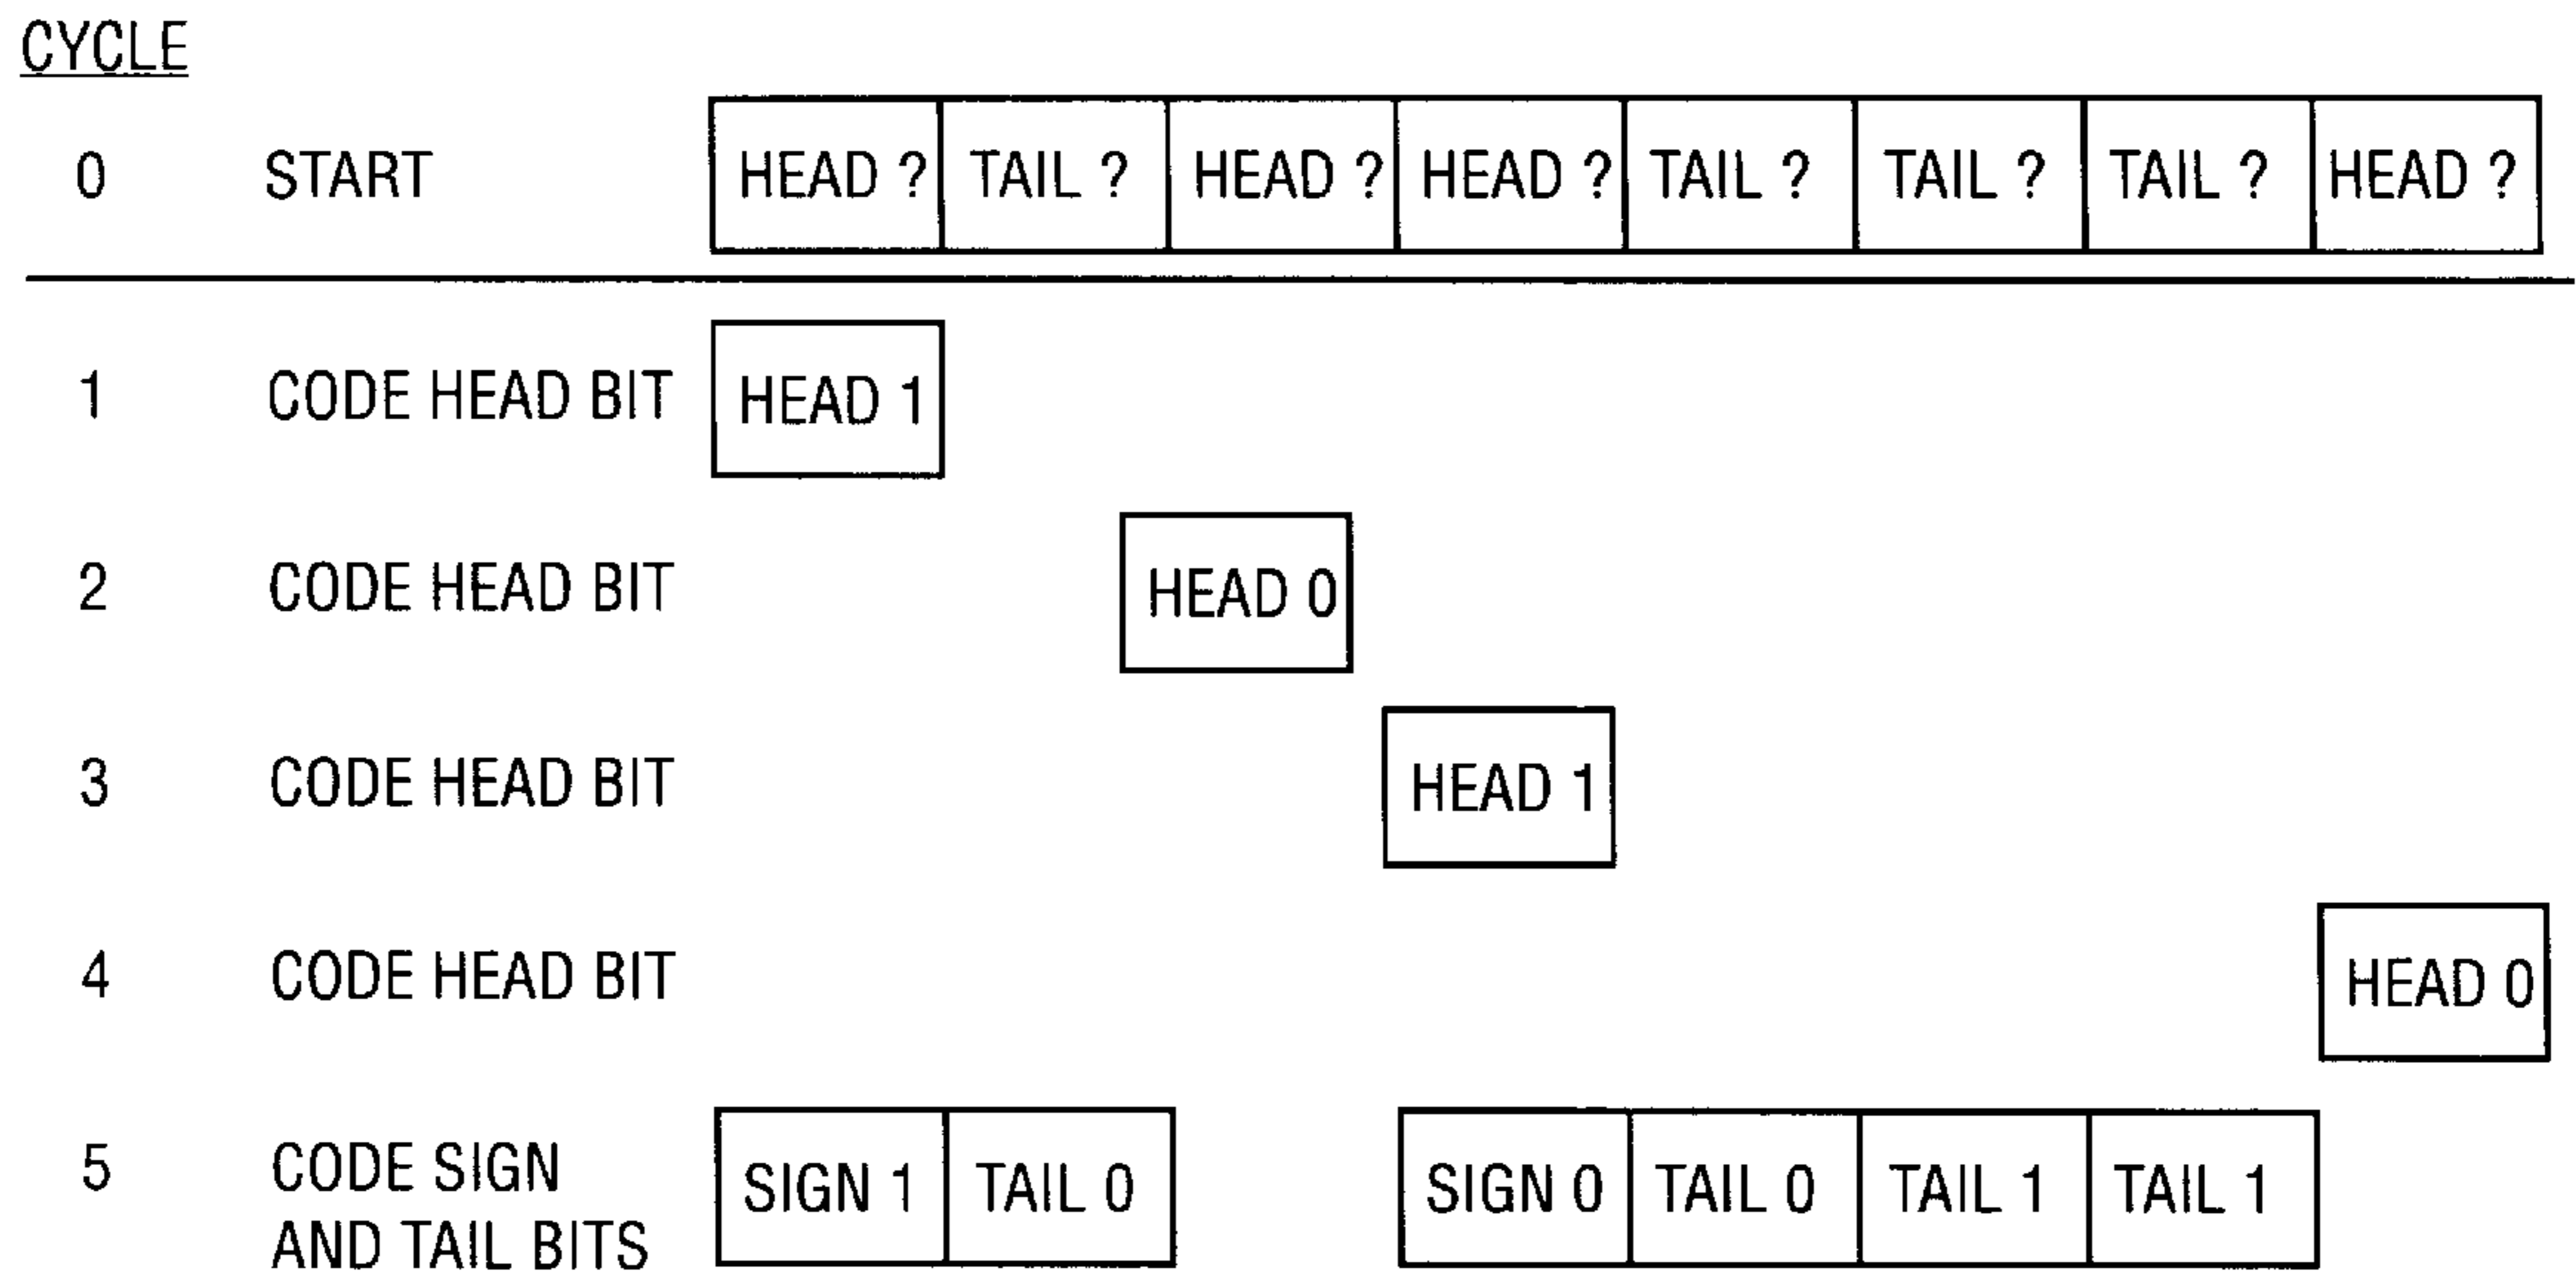 CYCLE
0 START HEAD ? TAIL ? HEAD ? HEAD ? TAIL ? TAIL ? TAIL ? HEAD ?
1 CODE HEAD BIT HEAD 1
2 CODE HEAD BIT HEAD 0
3 CODE HEAD BIT HEAD 1
4 CODE HEAD BIT HEAD 0
5 CODE SIGN SIGN 1 TAIL 0 SIGN 0 TAIL 0 TAIL 1 TAIL 1
AND TAIL BITS